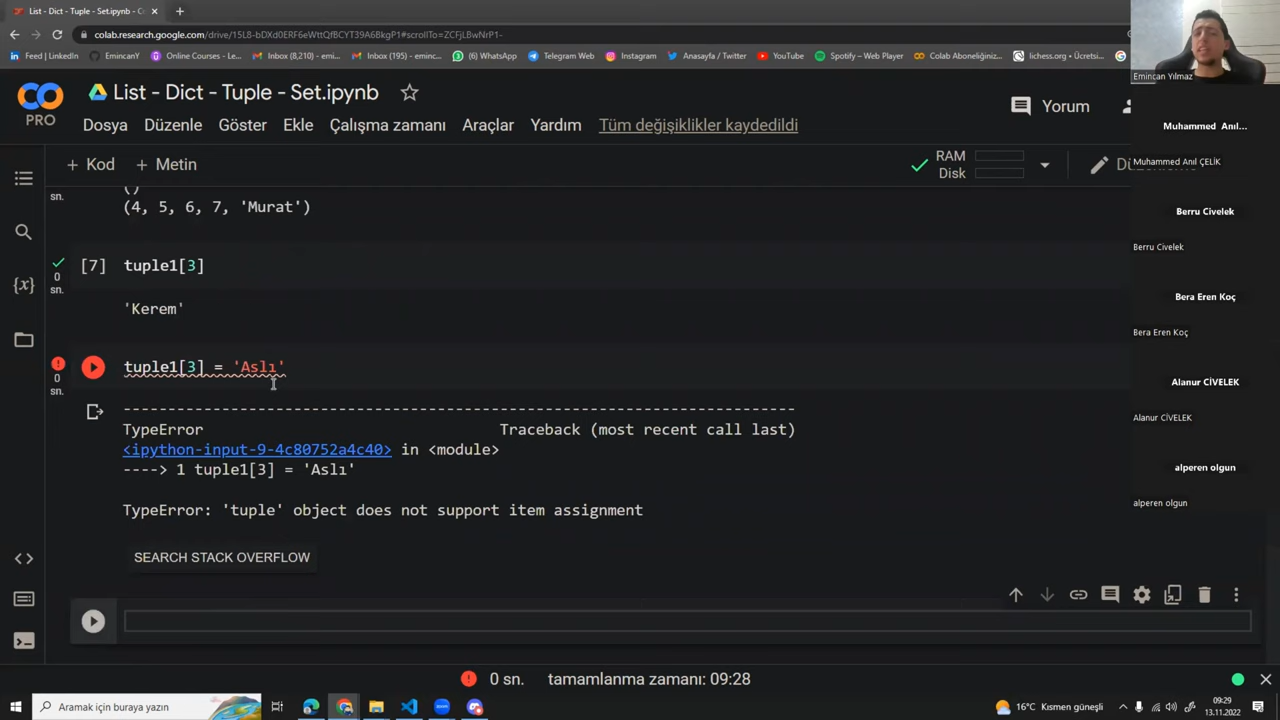 List - Dict - Tuple - Set.ipynb - Co
colab.research.google.com/drive/15L8-bDXd0ERF6eWttQfBCYT39A6BkgP1#scrollTo=ZCFjLBwNrP1-
Feed | LinkedIn
EmincanY
Online Courses - Le...
Inbox (8,210) - emi...
Inbox (195) - eminc...
(3) WhatsApp
Telegram Web
Instagram
Anasayfa / Twitter
YouTube
Spotify – Web Player
Colab Aboneliğiniz...
lichess.org • Ücretsi...
Emincan Yılmaz
PRO
List - Dict - Tuple - Set.ipynb
Yorum
Dosya Düzenle Göster Ekle Çalışma zamanı Araçlar Yardım Tüm değişiklikler kaydedildi
+ Kod + Metin
RAM
Disk
Muhammed Anıl...
Muhammed Anıl ÇELİK
Berru Civelek
Berru Civelek
Bera Eren Koç
Bera Eren Koç
Alanur CİVELEK
Alanur CİVELEK
alperen olgun
alperen olgun
sn.
()
(4, 5, 6, 7, 'Murat')
0
sn.
[7] tuple1[3]
'Kerem'
0
sn.
tuple1[3] = 'Aslı'
---------------------------------------------------------------------------
TypeError Traceback (most recent call last)
<ipython-input-9-4c80752a4c40> in <module>
----> 1 tuple1[3] = 'Aslı'
TypeError: 'tuple' object does not support item assignment
SEARCH STACK OVERFLOW
0 sn. tamamlanma zamanı: 09:28
Aramak için buraya yazın
16°C Kısmen güneşli
09:29
13.11.2022